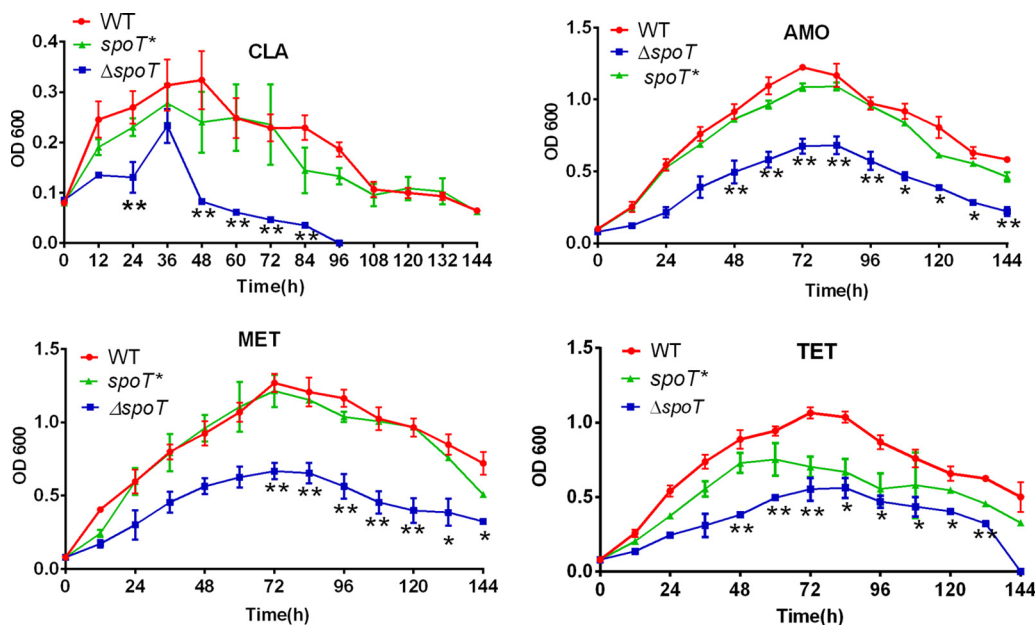 CLA
WT
spoT*
ΔspoT
OD 600
0.4
0.3
0.2
0.1
0.0
** ** ** ** ** 
0 12 24 36 48 60 72 84 96 108 120 132 144
Time(h)
AMO
WT
ΔspoT
spoT*
OD 600
1.5
1.0
0.5
0.0
** ** ** ** ** * * * **
0 24 48 72 96 120 144
Time(h)
MET
WT
spoT*
ΔspoT
OD 600
1.5
1.0
0.5
0.0
** ** ** ** ** * *
0 24 48 72 96 120 144
Time(h)
TET
WT
spoT*
ΔspoT
OD 600
1.5
1.0
0.5
0.0
** ** ** * * * * **
0 24 48 72 96 120 144
Time(h)